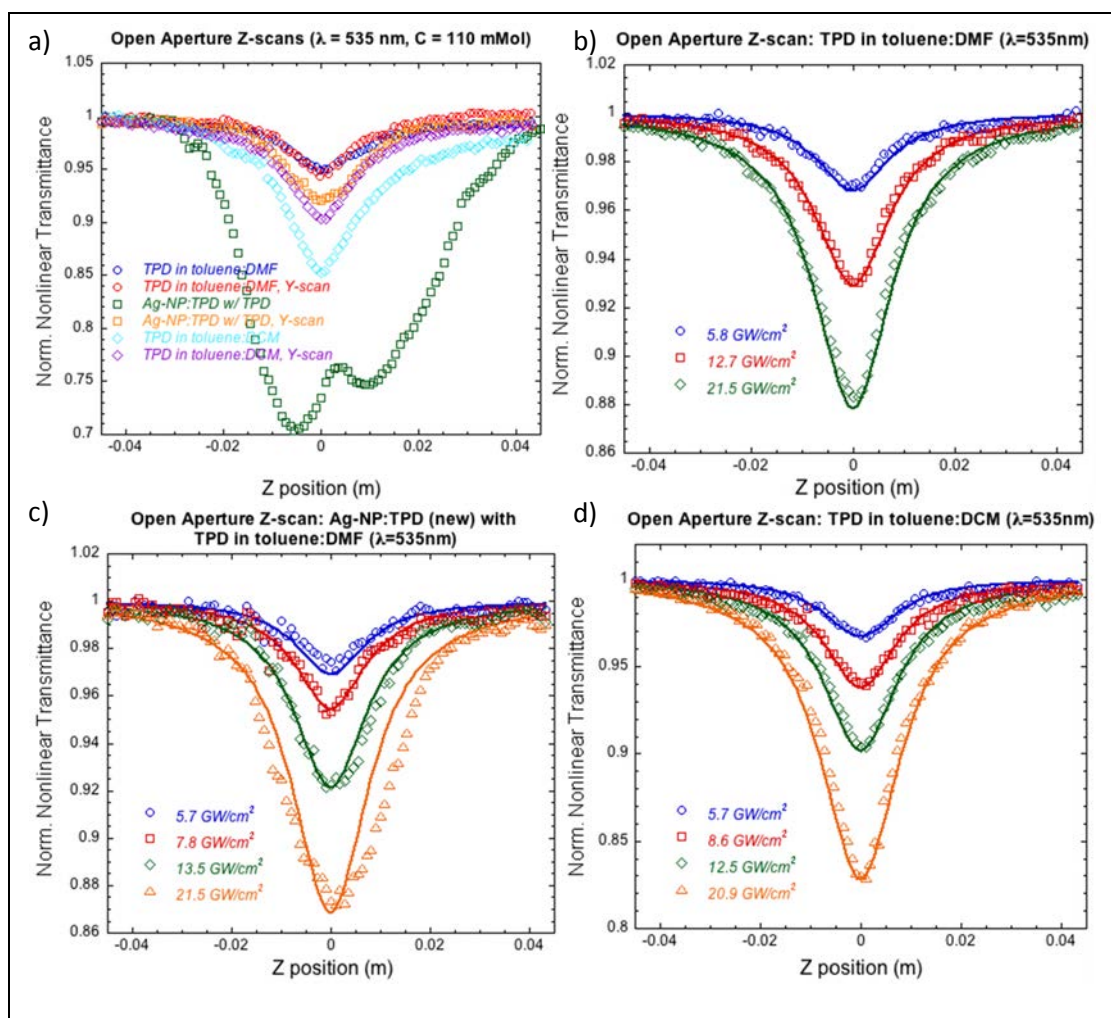 a)
Open Aperture Z-scans (λ = 535 nm, C = 110 mMol)
1.05
1
0.95
0.9
0.85
0.8
0.75
0.7
Norm. Nonlinear Transmittance
TPD in toluene:DMF
TPD in toluene:DMF, Y-scan
Ag-NP:TPD w/ TPD
Ag-NP:TPD w/ TPD, Y-scan
TPD in toluene:DCM
TPD in toluene:DCM, Y-scan
-0.04 -0.02 0 0.02 0.04
Z position (m)
b)
Open Aperture Z-scan: TPD in toluene:DMF (λ=535nm)
1.02
1
0.98
0.96
0.94
0.92
0.9
0.88
0.86
Norm. Nonlinear Transmittance
5.8 GW/cm²
12.7 GW/cm²
21.5 GW/cm²
-0.04 -0.02 0 0.02 0.04
Z position (m)
c)
Open Aperture Z-scan: Ag-NP:TPD (new) with
TPD in toluene:DMF (λ=535nm)
1.02
1
0.98
0.96
0.94
0.92
0.9
0.88
0.86
Norm. Nonlinear Transmittance
5.7 GW/cm²
7.8 GW/cm²
13.5 GW/cm²
21.5 GW/cm²
-0.04 -0.02 0 0.02 0.04
Z position (m)
d)
Open Aperture Z-scan: TPD in toluene:DCM (λ=535nm)
1
0.95
0.9
0.85
0.8
Norm. Nonlinear Transmittance
5.7 GW/cm²
8.6 GW/cm²
12.5 GW/cm²
20.9 GW/cm²
-0.04 -0.02 0 0.02 0.04
Z position (m)